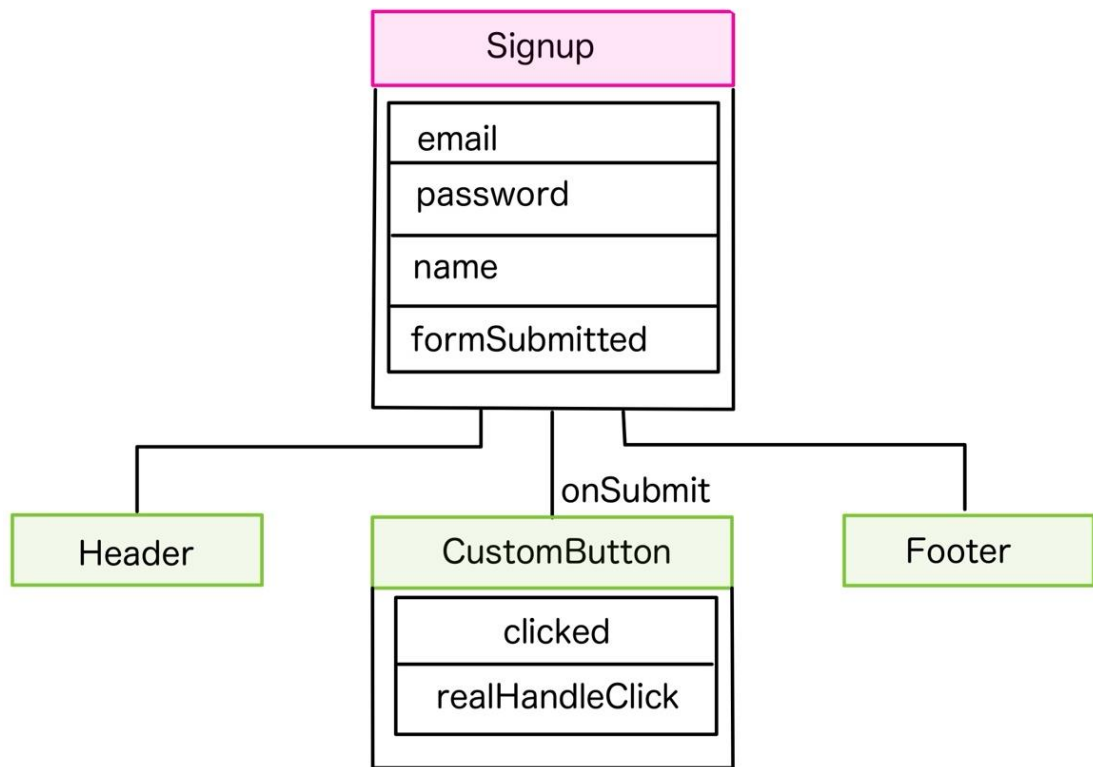 Signup
email
password
name
formSubmitted
onSubmit
Header
CustomButton
Footer
clicked
realHandleClick